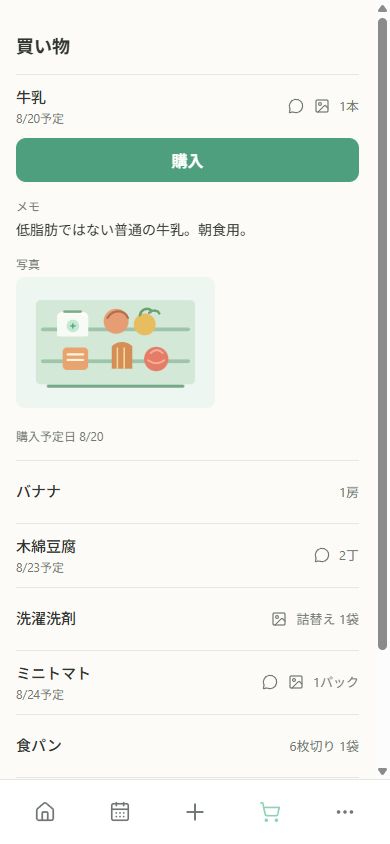 買い物
牛乳
8/20予定
1本
購入
メモ
低脂肪ではない普通の牛乳。朝食用。
写真
購入予定日 8/20
バナナ
1房
木綿豆腐
8/23予定
2丁
洗濯洗剤
詰替え 1袋
ミニトマト
8/24予定
1パック
食パン
6枚切り 1袋